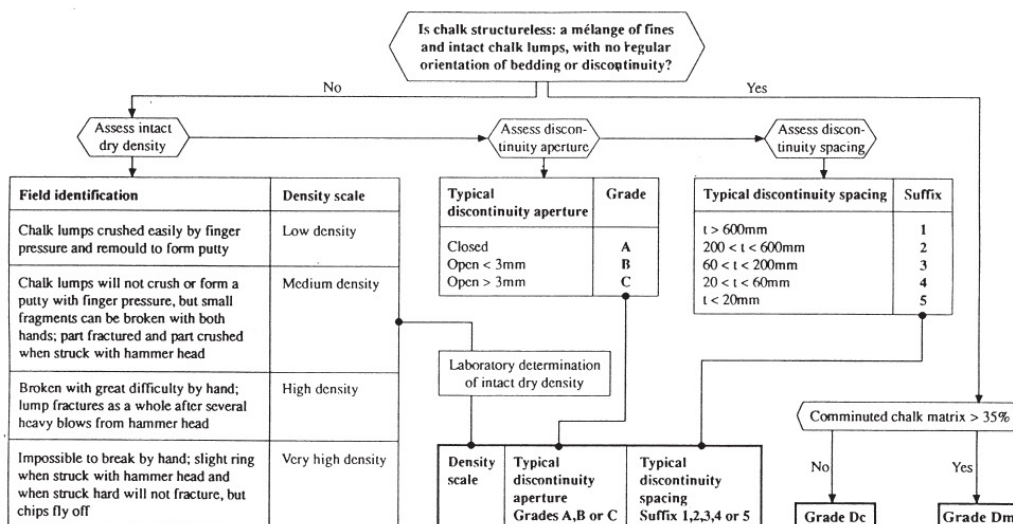 Is chalk structureless: a mélange of fines
and intact chalk lumps, with no regular
orientation of bedding or discontinuity?
No
Yes
Assess intact
dry density
Assess discon-
tinuity aperture
Assess discon-
tinuity spacing
Field identification
Density scale
Chalk lumps crushed easily by finger
pressure and remould to form putty
Low density
Chalk lumps will not crush or form a
putty with finger pressure, but small
fragments can be broken with both
hands; part fractured and part crushed
when struck with hammer head
Medium density
Broken with great difficulty by hand;
lump fractures as a whole after several
heavy blows from hammer head
High density
Impossible to break by hand; slight ring
when struck with hammer head and
when struck hard will not fracture, but
chips fly off
Very high density
Typical
discontinuity aperture
Grade
Closed A
Open < 3mm B
Open > 3mm C
Typical discontinuity spacing Suffix
t > 600mm 1
200 < t < 600mm 2
60 < t < 200mm 3
20 < t < 60mm 4
t < 20mm 5
Laboratory determination
of intact dry density
Density
scale
Typical
discontinuity
aperture
Grades A,B or C
Typical
discontinuity
spacing
Suffix 1,2,3,4 or 5
Comminuted chalk matrix > 35%
No
Yes
Grade Dc
Grade Dm